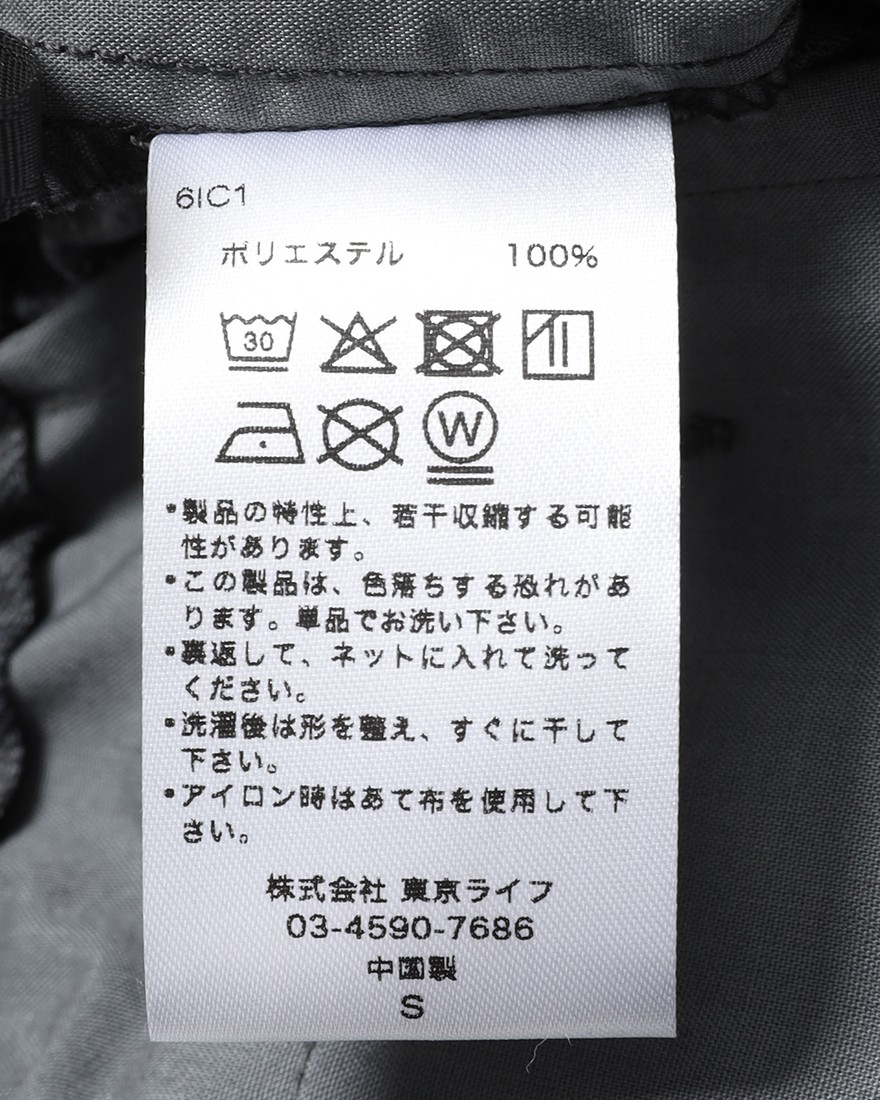 6IC1
ポリエステル 100%
30
W
•製品の特性上、若干収縮する可能
性があります。
•この製品は、色落ちする恐れがあ
ります。単品でお洗い下さい。
•裏返して、ネットに入れて洗って
ください。
•洗濯後は形を整え、すぐに干して
下さい。
•アイロン時はあて布を使用して下
さい。
株式会社 東京ライフ
03-4590-7686
中国製
S